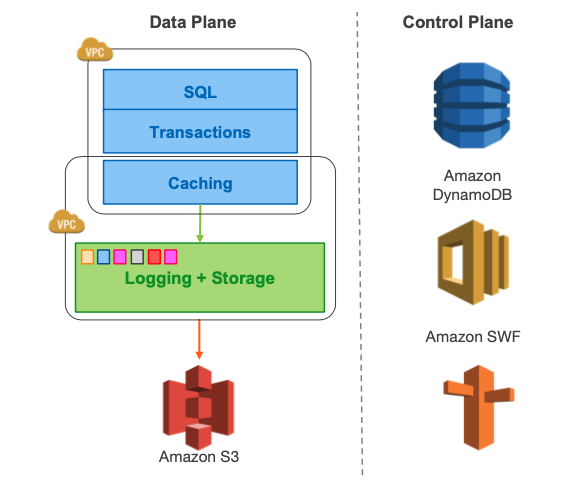 Data Plane
Control Plane
VPC
SQL
Transactions
Caching
VPC
Logging + Storage
Amazon
DynamoDB
Amazon SWF
Amazon S3